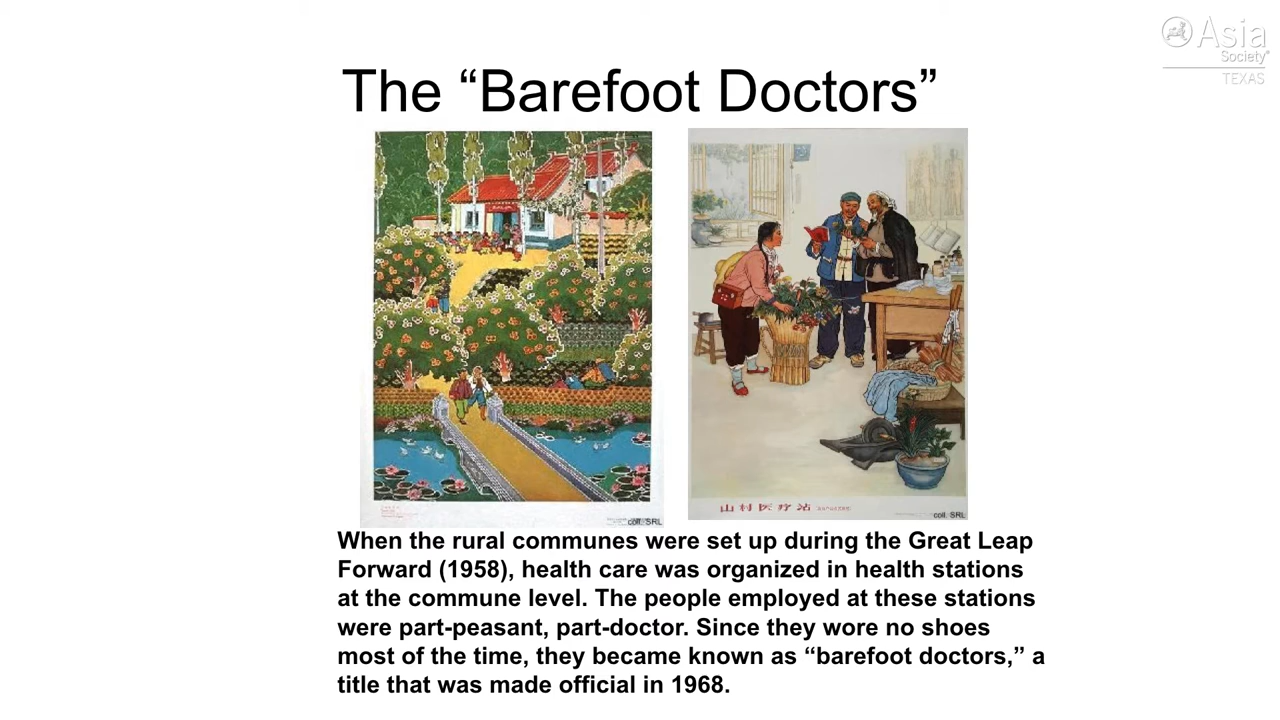 Asia
Society
TEXAS
The “Barefoot Doctors”
coll. SRL
山村医疗站
coll. SRL
When the rural communes were set up during the Great Leap
Forward (1958), health care was organized in health stations
at the commune level. The people employed at these stations
were part-peasant, part-doctor. Since they wore no shoes
most of the time, they became known as “barefoot doctors,” a
title that was made official in 1968.